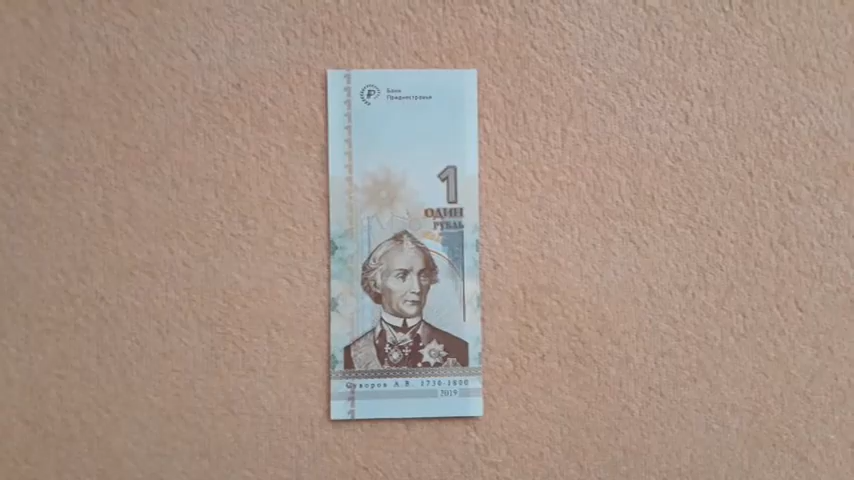 Банк
Приднестровья
1
ОДИН
РУБЛЬ
Суворов А.В. 1730-1800
2019